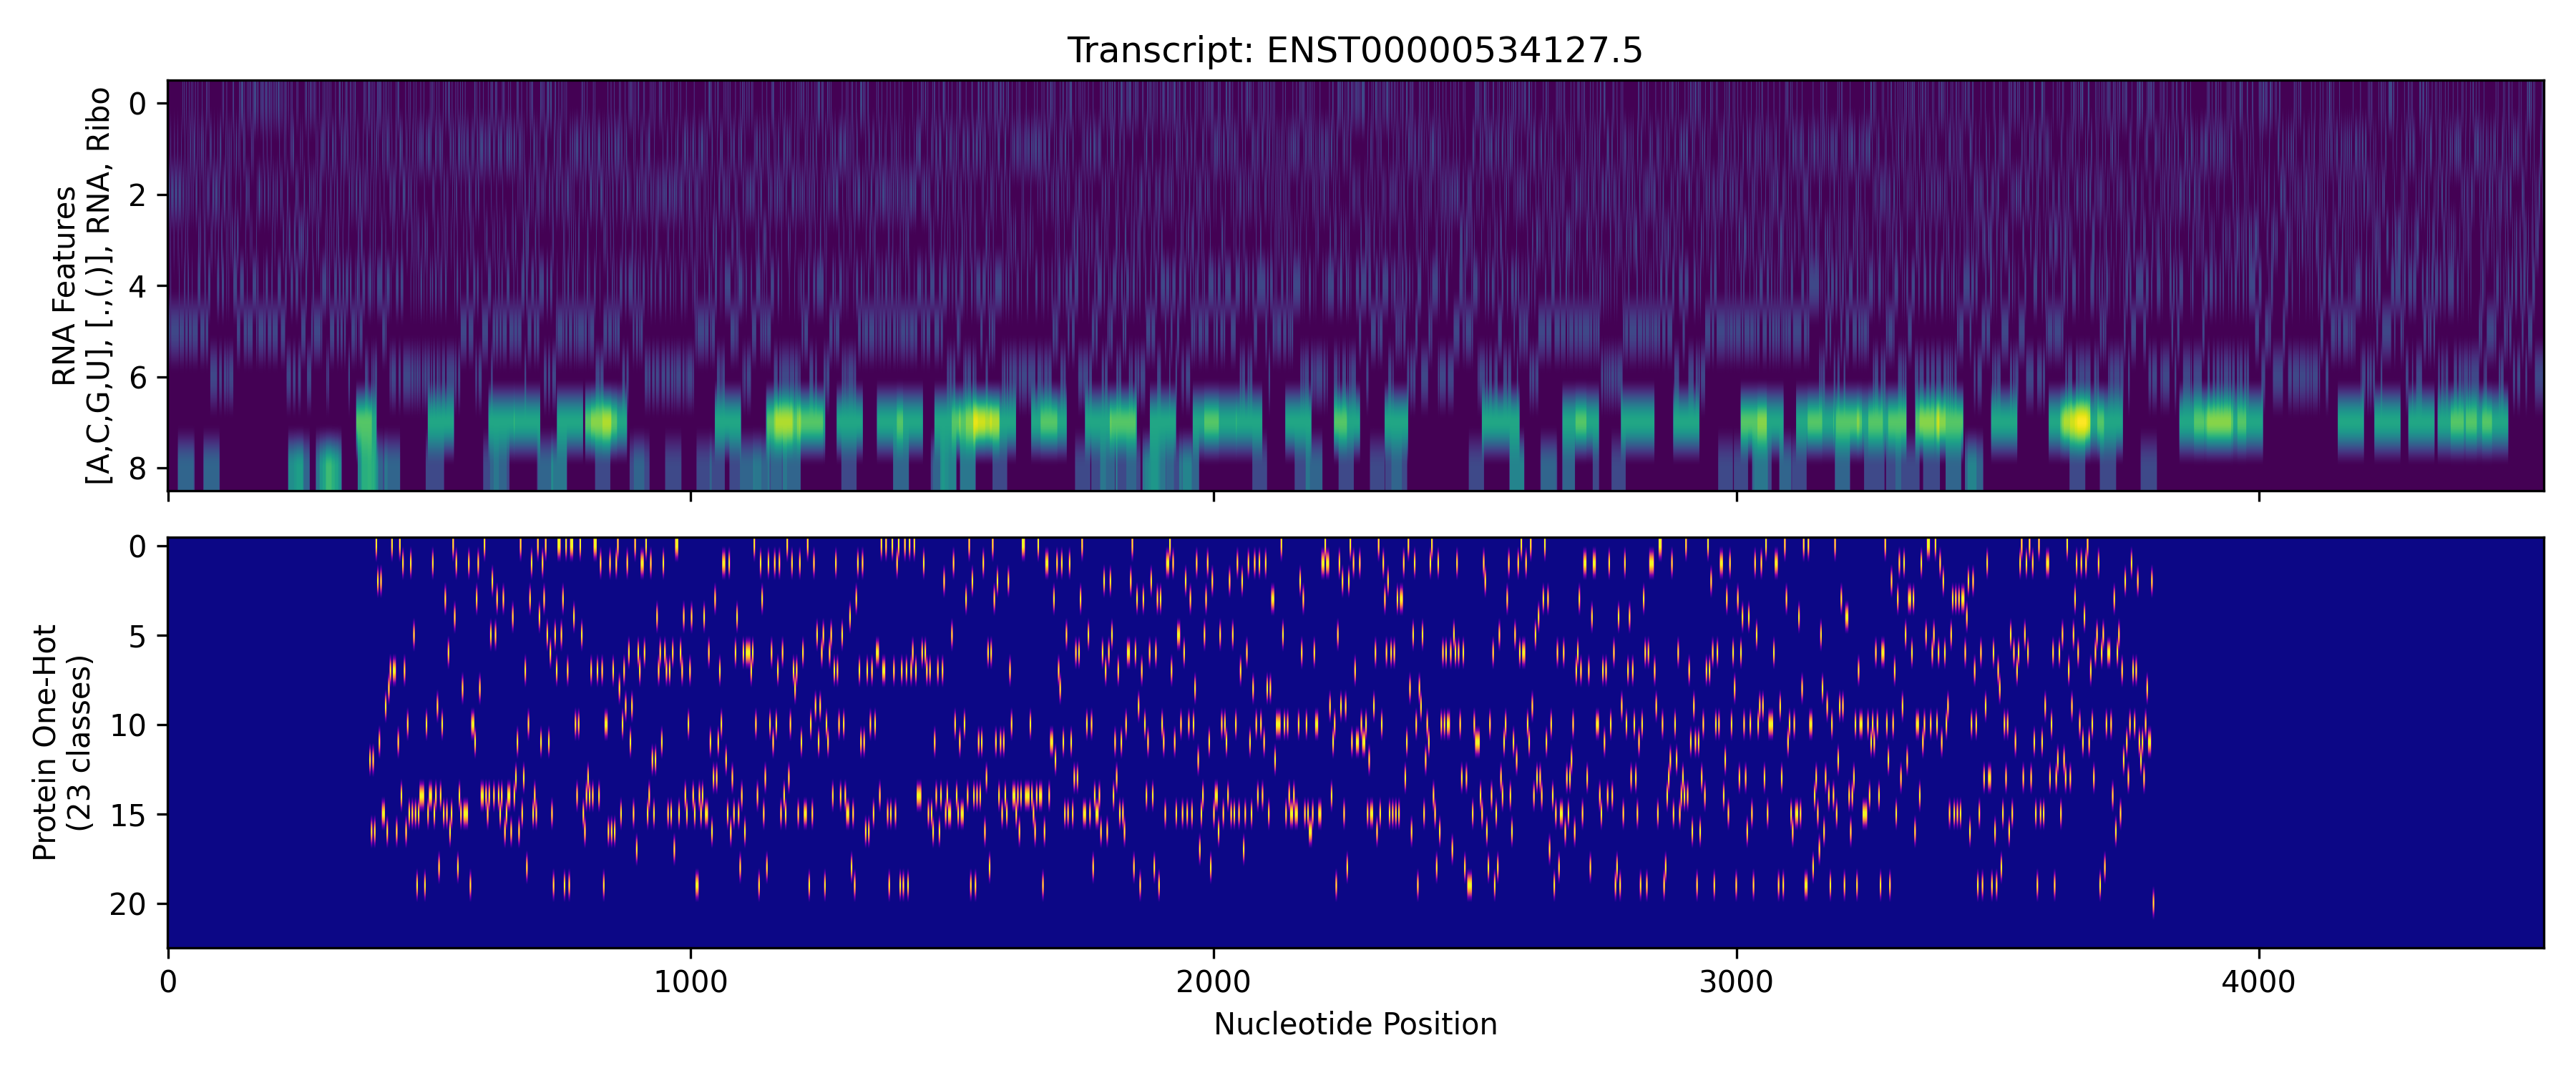 Transcript: ENST00000534127.5
RNA Features
[A,C,G,U], [.,(,)], RNA, Ribo
0
2
4
6
8
Protein One-Hot
(23 classes)
0
5
10
15
20
0
1000
2000
3000
4000
Nucleotide Position